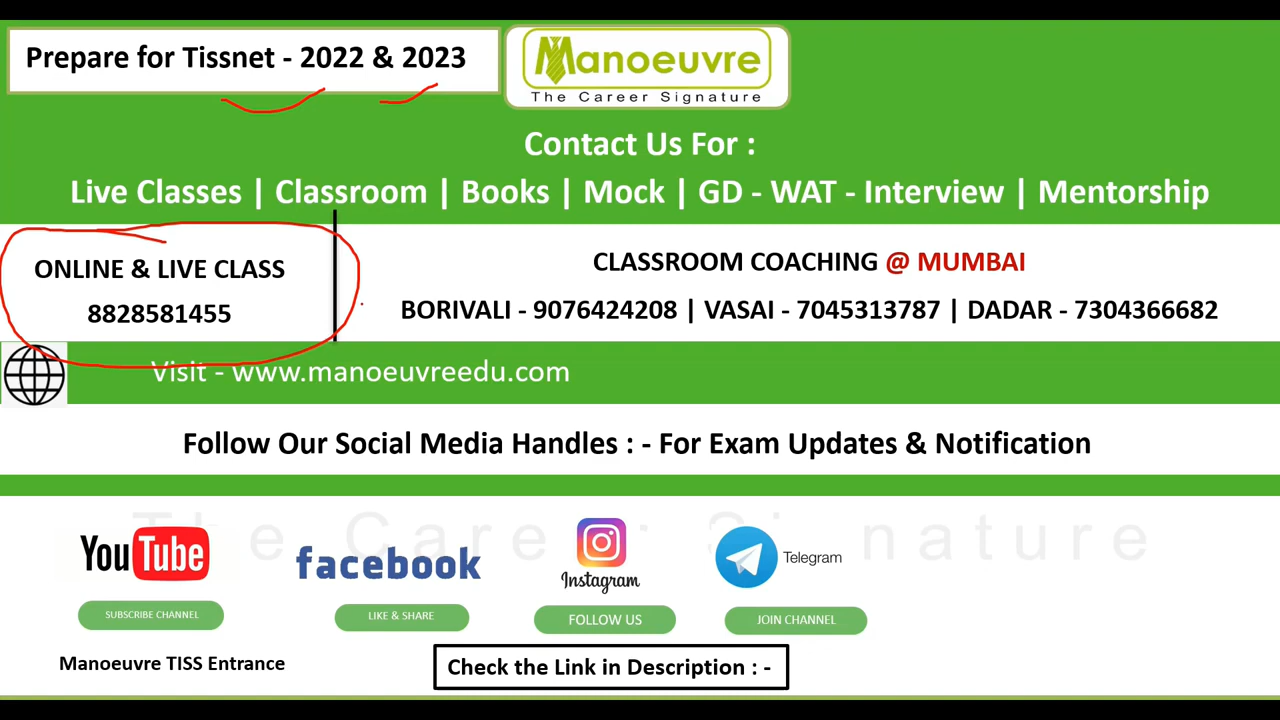 Prepare for Tissnet - 2022 & 2023
Manoeuvre
The Career Signature
Contact Us For :
Live Classes | Classroom | Books | Mock | GD - WAT - Interview | Mentorship
ONLINE & LIVE CLASS
8828581455
CLASSROOM COACHING @ MUMBAI
BORIVALI - 9076424208 | VASAI - 7045313787 | DADAR - 7304366682
Visit - www.manoeuvreedu.com
Follow Our Social Media Handles : - For Exam Updates & Notification
The Career Signature
YouTube
facebook
Instagram
Telegram
SUBSCRIBE CHANNEL
LIKE & SHARE
FOLLOW US
JOIN CHANNEL
Manoeuvre TISS Entrance
Check the Link in Description : -